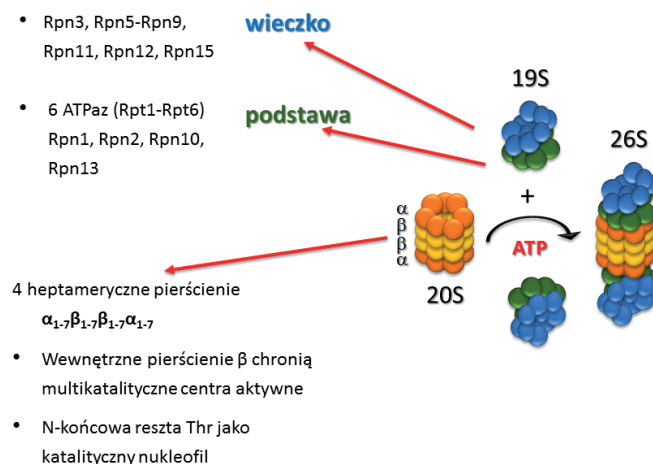 • Rpn3, Rpn5-Rpn9,
Rpn11, Rpn12, Rpn15
wieczko
• 6 ATPaz (Rpt1-Rpt6)
Rpn1, Rpn2, Rpn10,
Rpn13
podstawa
19S
26S
+
α
β
β
α
ATP
20S
4 heptameryczne pierścienie
α₁₋₇β₁₋₇β₁₋₇α₁₋₇
• Wewnętrzne pierścienie β chronią
multikatalityczne centra aktywne
• N-końcowa reszta Thr jako
katalityczny nukleofil